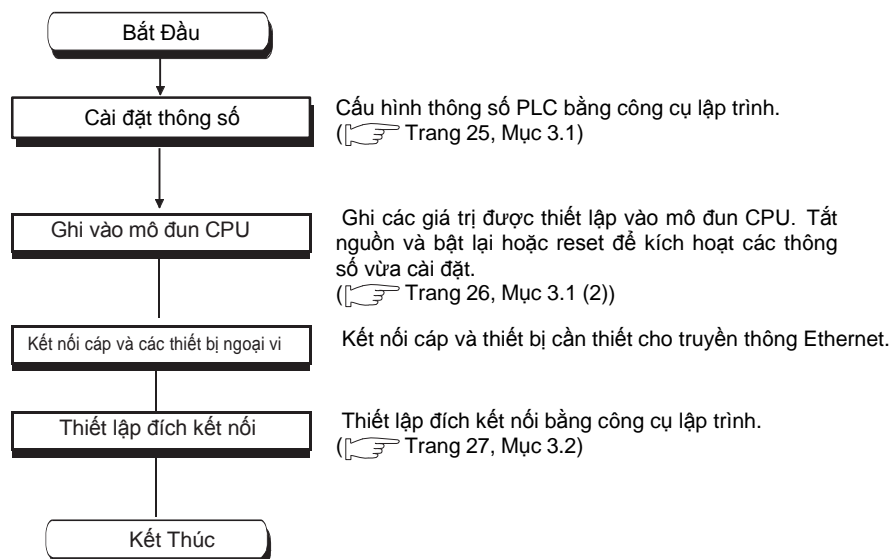 Bắt Đầu
Cài đặt thông số
Cấu hình thông số PLC bằng công cụ lập trình.
( Trang 25, Mục 3.1)
Ghi vào mô đun CPU
Ghi các giá trị được thiết lập vào mô đun CPU. Tắt
nguồn và bật lại hoặc reset để kích hoạt các thông
số vừa cài đặt.
( Trang 26, Mục 3.1 (2))
Kết nối cáp và các thiết bị ngoại vi
Kết nối cáp và thiết bị cần thiết cho truyền thông Ethernet.
Thiết lập đích kết nối
Thiết lập đích kết nối bằng công cụ lập trình.
( Trang 27, Mục 3.2)
Kết Thúc